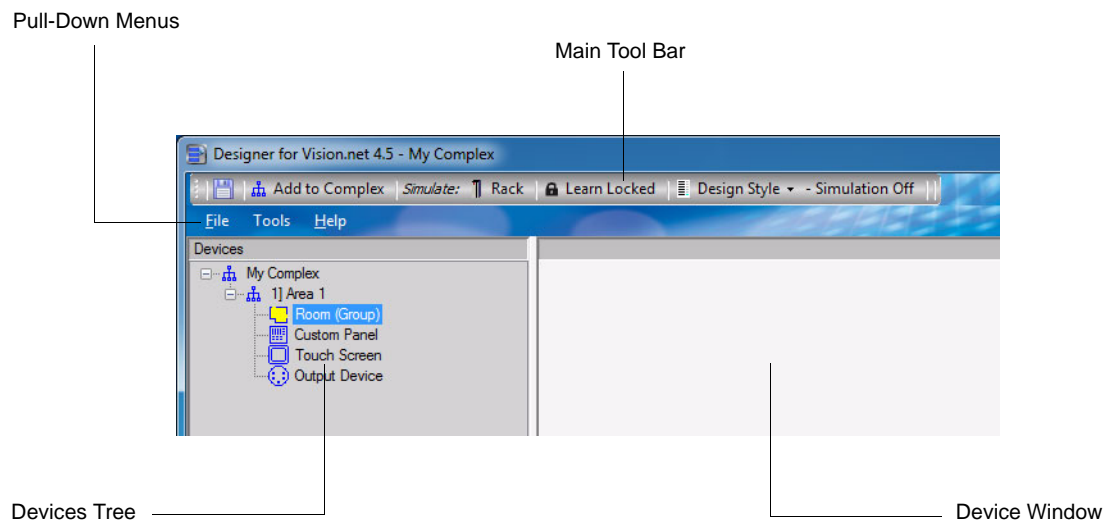 Pull-Down Menus
Main Tool Bar
Designer for Vision.net 4.5 - My Complex
Add to Complex Simulate: Rack Learn Locked Design Style - Simulation Off
File Tools Help
Devices
My Complex
1] Area 1
Room (Group)
Custom Panel
Touch Screen
Output Device
Devices Tree
Device Window